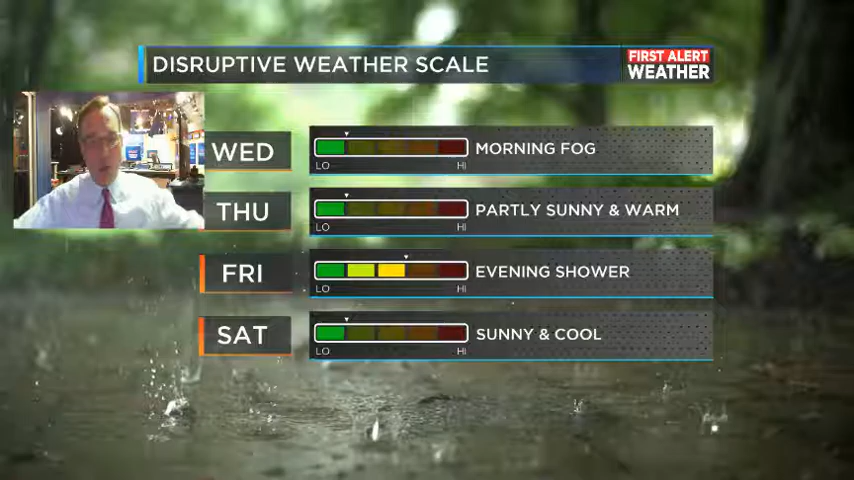 DISRUPTIVE WEATHER SCALE
FIRST ALERT
WEATHER
WED
LO
HI
MORNING FOG
THU
LO
HI
PARTLY SUNNY & WARM
FRI
LO
HI
EVENING SHOWER
SAT
LO
HI
SUNNY & COOL